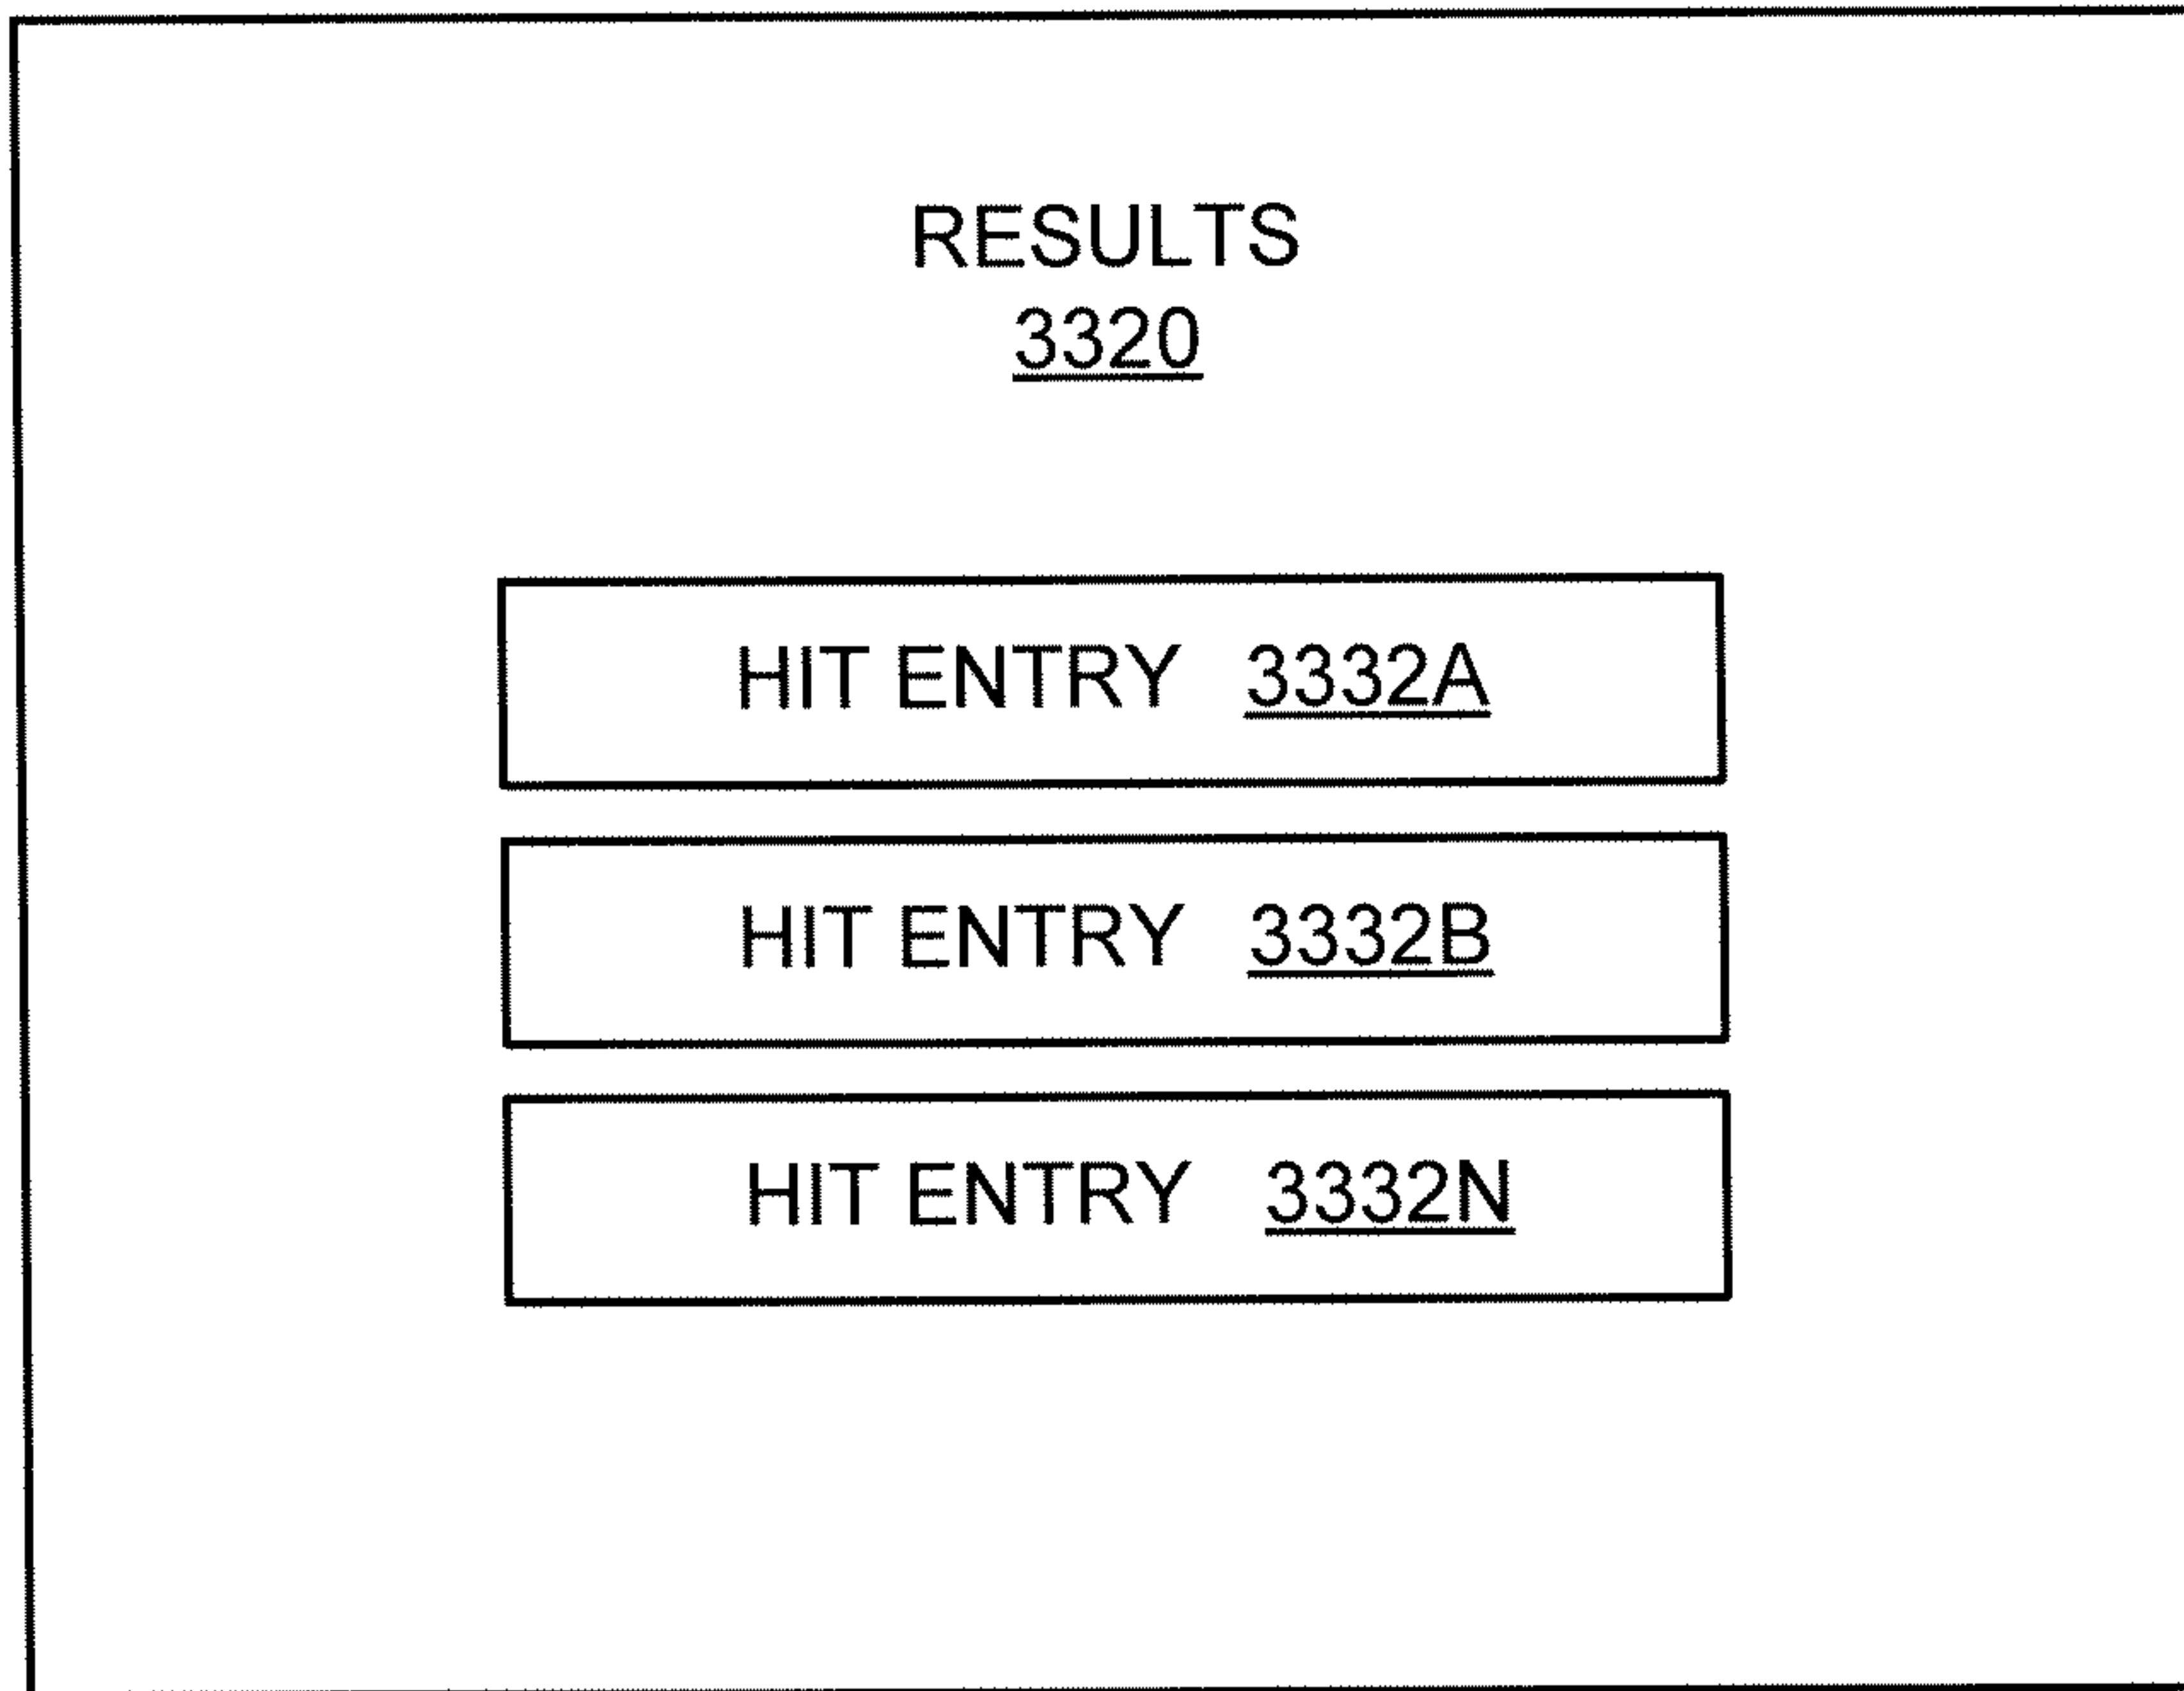 RESULTS
3320
HIT ENTRY 3332A
HIT ENTRY 3332B
HIT ENTRY 3332N